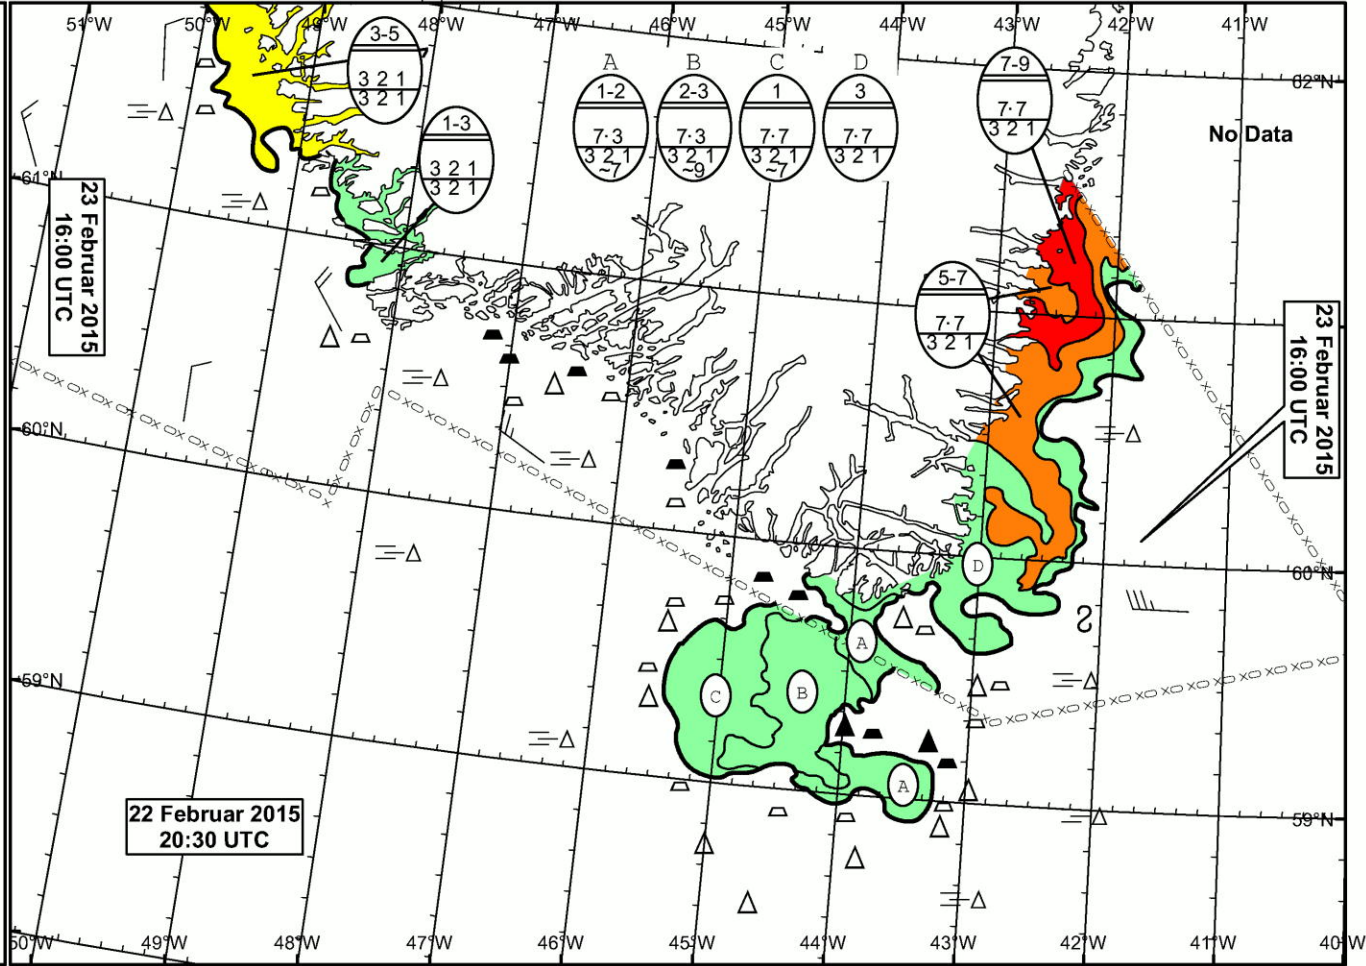 51°W 50°W 49°W 48°W 47°W 46°W 45°W 44°W 43°W 42°W 41°W
62°N
3-5
3 2 1
3 2 1
1-3
3 2 1
3 2 1
A B C D
1-2
7·3
3 2 1
~7
2-3
7·3
3 2 1
~9
1
7·7
3 2 1
~7
3
7·7
3 2 1
7-9
7·7
3 2 1
No Data
61°N
23 Februar 2015
16:00 UTC
5-7
7·7
3 2 1
23 Februar 2015
16:00 UTC
60°N
60°N
D
A
C
B
A
59°N
59°N
22 Februar 2015
20:30 UTC
50°W 49°W 48°W 47°W 46°W 45°W 44°W 43°W 42°W 41°W 40°W